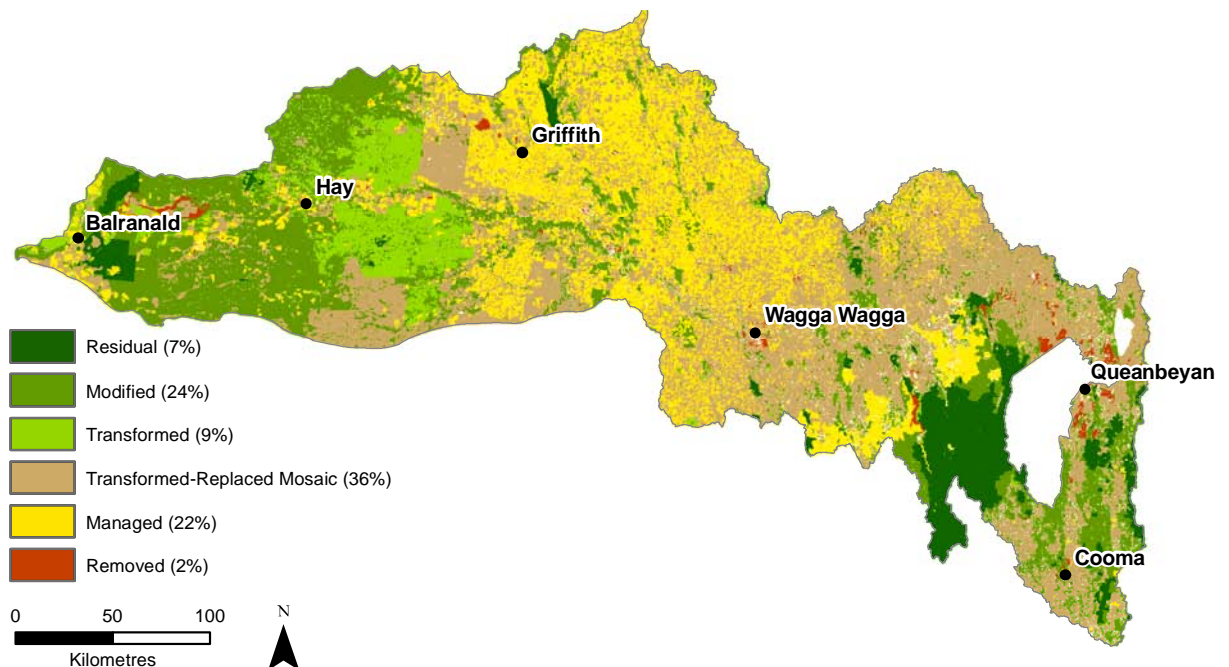 Griffith
Hay
Balranald
Wagga Wagga
Queanbeyan
Cooma
Residual (7%)
Modified (24%)
Transformed (9%)
Transformed-Replaced Mosaic (36%)
Managed (22%)
Removed (2%)
0 50 100
Kilometres
N